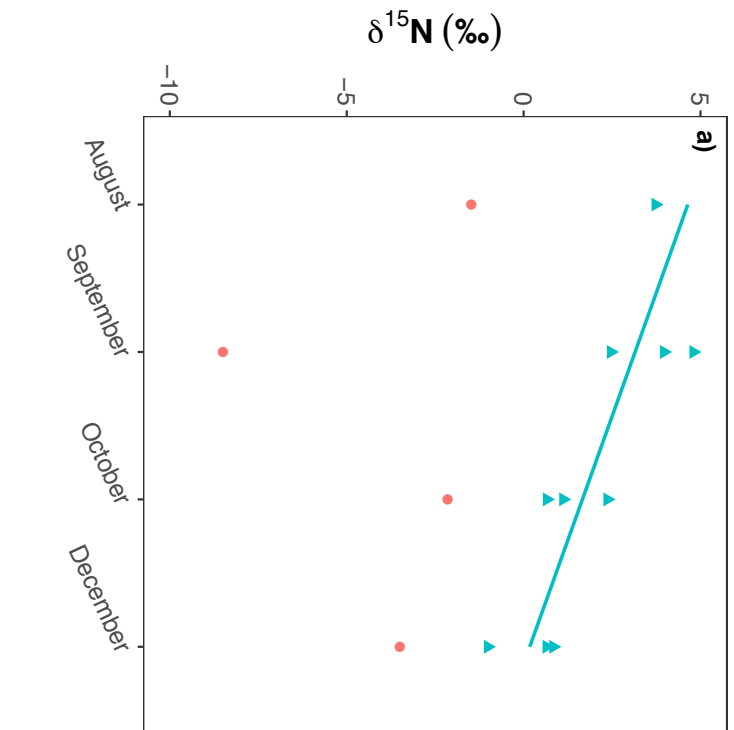 δ¹⁵N (‰)
−10
−5
0
5
a)
August
September
October
December